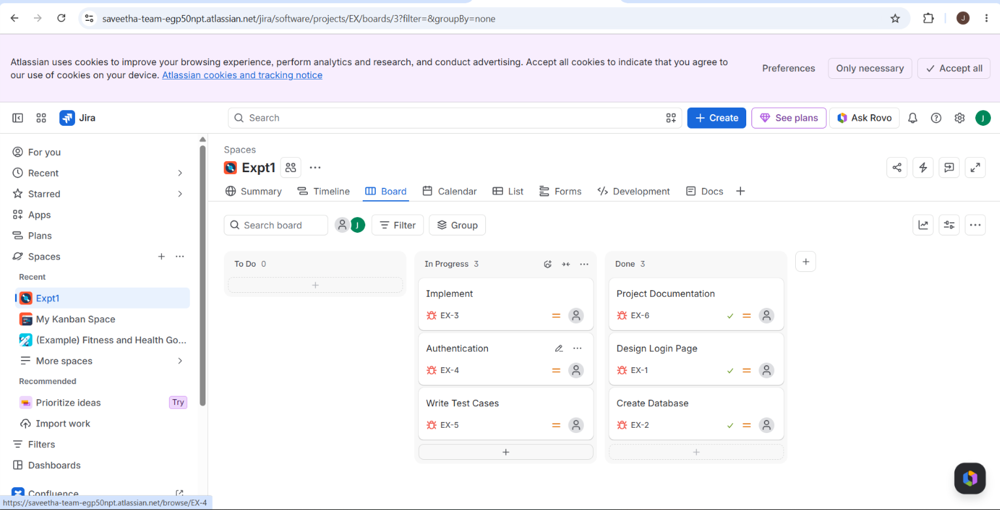 saveetha-team-egp50npt.atlassian.net/jira/software/projects/EX/boards/3?filter=&groupBy=none
J
Atlassian uses cookies to improve your browsing experience, perform analytics and research, and conduct advertising. Accept all cookies to indicate that you agree to
our use of cookies on your device. Atlassian cookies and tracking notice
Preferences
Only necessary
Accept all
Jira
Search
Create
See plans
Ask Rovo
J
For you
Recent
Starred
Apps
Plans
Spaces
Recent
Expt1
My Kanban Space
(Example) Fitness and Health Go...
More spaces
Recommended
Prioritize ideas
Try
Import work
Filters
Dashboards
Confluence
https://saveetha-team-egp50npt.atlassian.net/browse/EX-4
Spaces
Expt1
Summary
Timeline
Board
Calendar
List
Forms
Development
Docs
Search board
J
Filter
Group
To Do 0
In Progress 3
Implement
EX-3
Authentication
EX-4
Write Test Cases
EX-5
Done 3
Project Documentation
EX-6
Design Login Page
EX-1
Create Database
EX-2